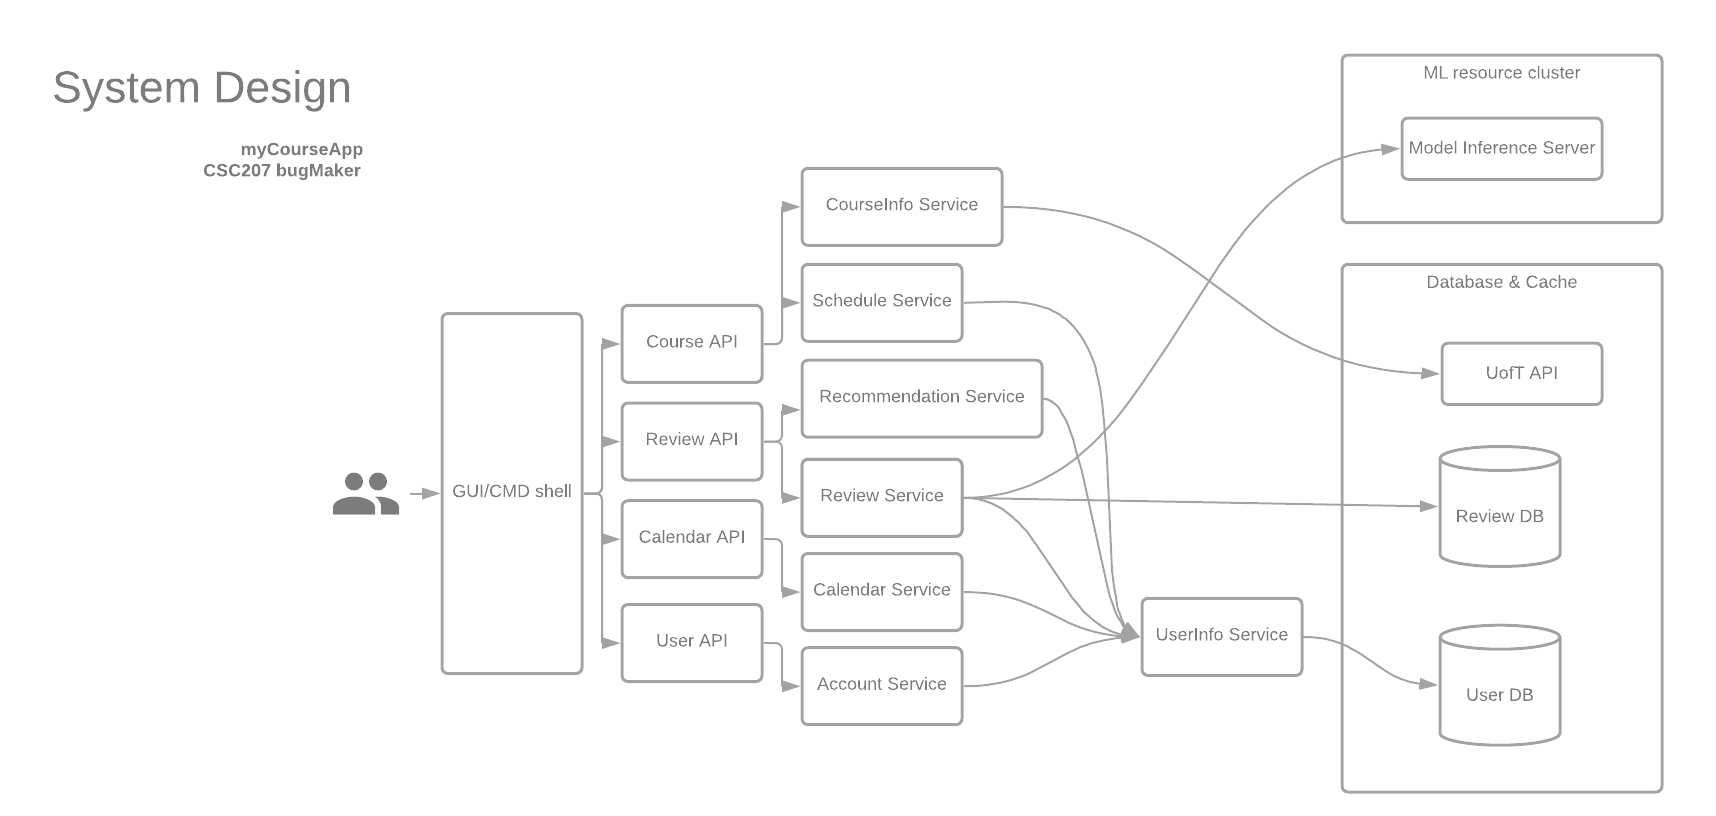 System Design
myCourseApp
CSC207 bugMaker
GUI/CMD shell
Course API
Review API
Calendar API
User API
CourseInfo Service
Schedule Service
Recommendation Service
Review Service
Calendar Service
Account Service
UserInfo Service
ML resource cluster
Model Inference Server
Database & Cache
UofT API
Review DB
User DB